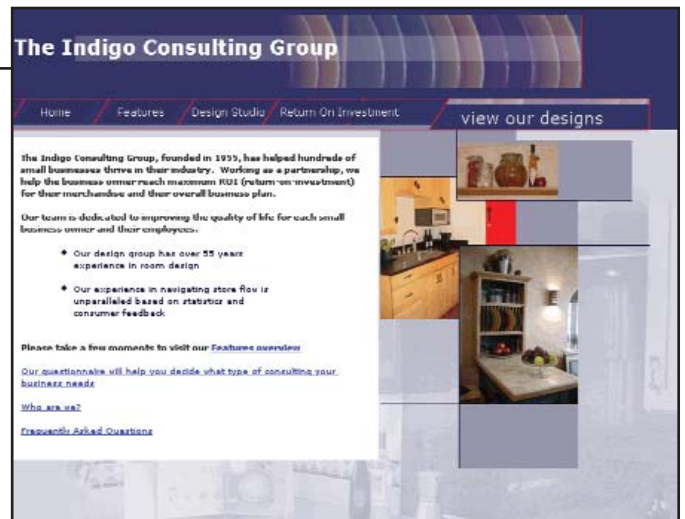 The Indigo Consulting Group
Home Features Design Studio Return On Investment
view our designs
The Indigo Consulting Group, founded in 1955, has helped hundreds of
small businesses thrive in their industry. Working as a partnership, we
help the business owner reach maximum ROI (return-on-investment)
for their merchandise and their overall business plan.
Our team is dedicated to improving the quality of life for each small
business owner and their employees.
Our design group has over 55 years
experience in room design
Our experience in navigating store flow is
unparalleled based on statistics and
consumer feedback
Please take a few moments to visit our Features overview
Our questionnaire will help you decide what type of consulting your
business needs
Who are we?
Frequently Asked Questions